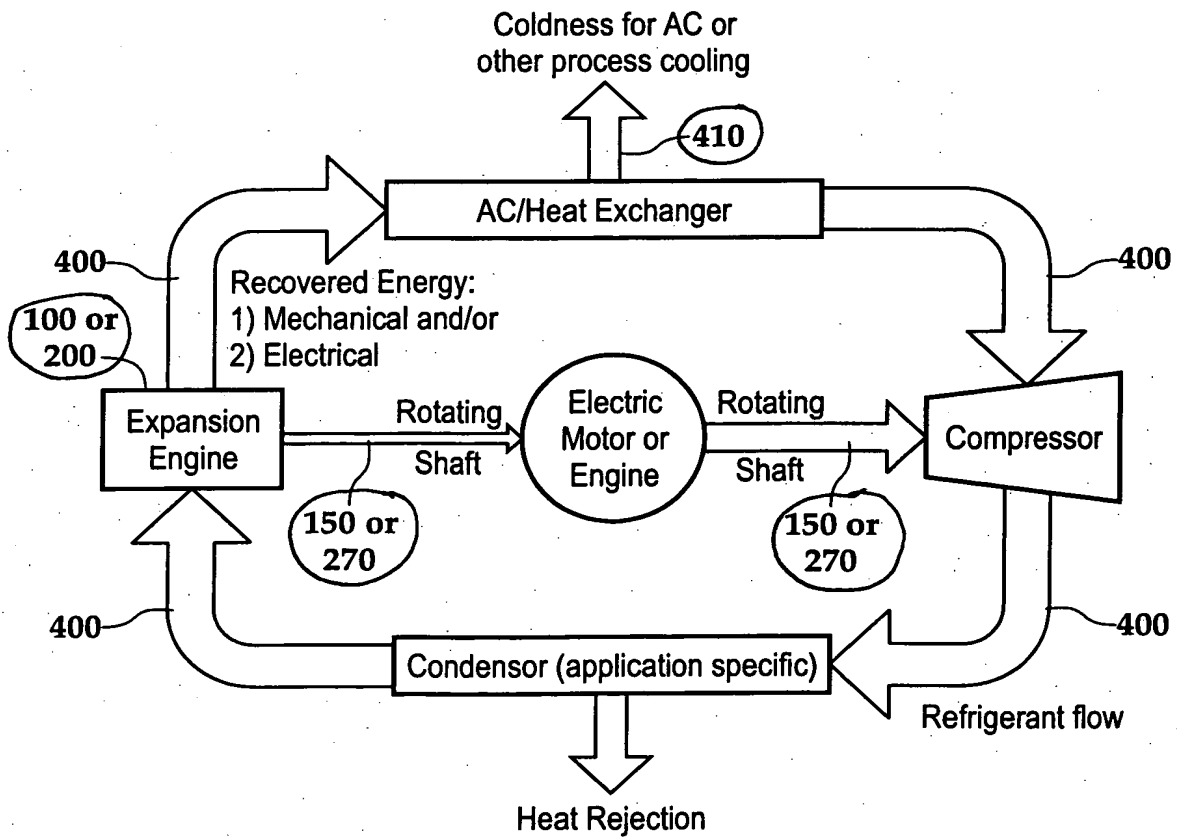 Coldness for AC or
other process cooling
410
AC/Heat Exchanger
400
400
Recovered Energy:
1) Mechanical and/or
2) Electrical
100 or
200
Expansion
Engine
Rotating
Shaft
Electric
Motor or
Engine
Rotating
Shaft
Compressor
150 or
270
150 or
270
400
400
Condensor (application specific)
Refrigerant flow
Heat Rejection